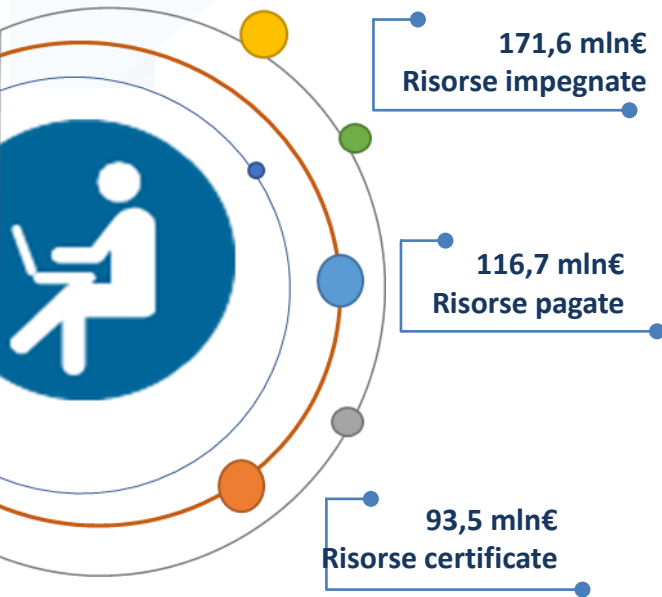 171,6 mln€
Risorse impegnate
116,7 mln€
Risorse pagate
93,5 mln€
Risorse certificate